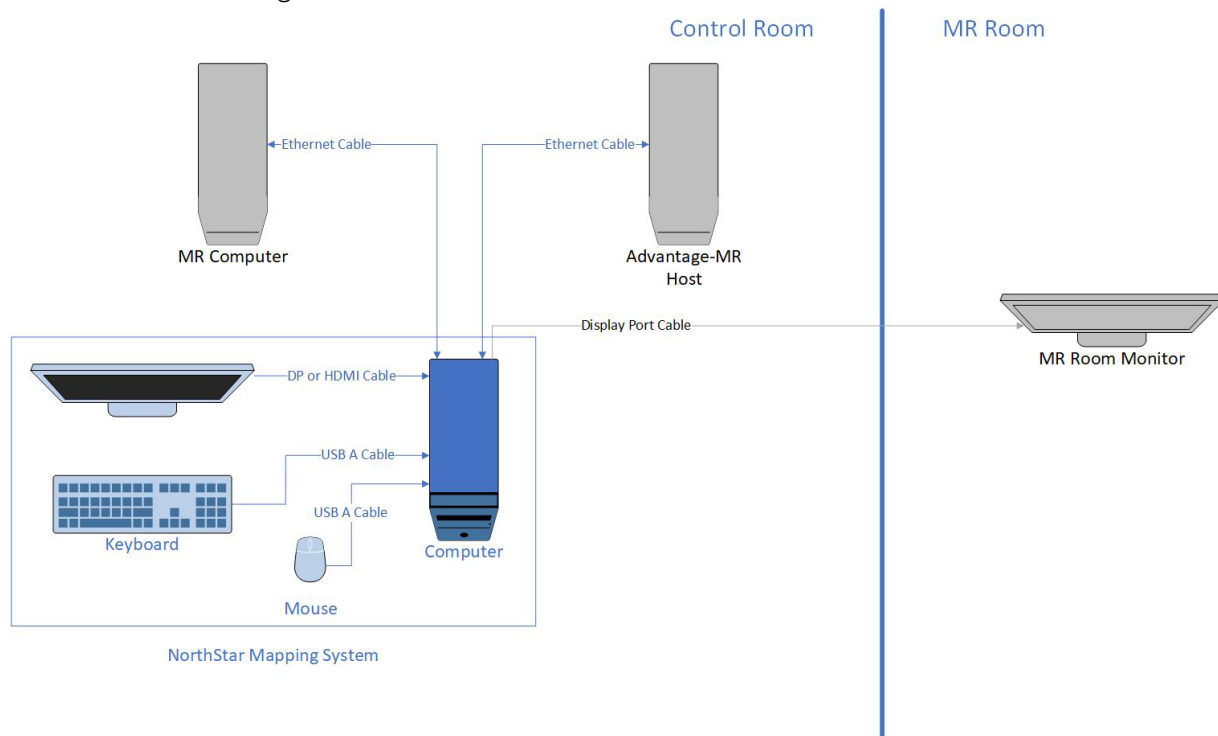 Control Room
MR Room
Ethernet Cable
Ethernet Cable
MR Computer
Advantage-MR
Host
Display Port Cable
MR Room Monitor
DP or HDMI Cable
USB A Cable
USB A Cable
Keyboard
Computer
Mouse
NorthStar Mapping System